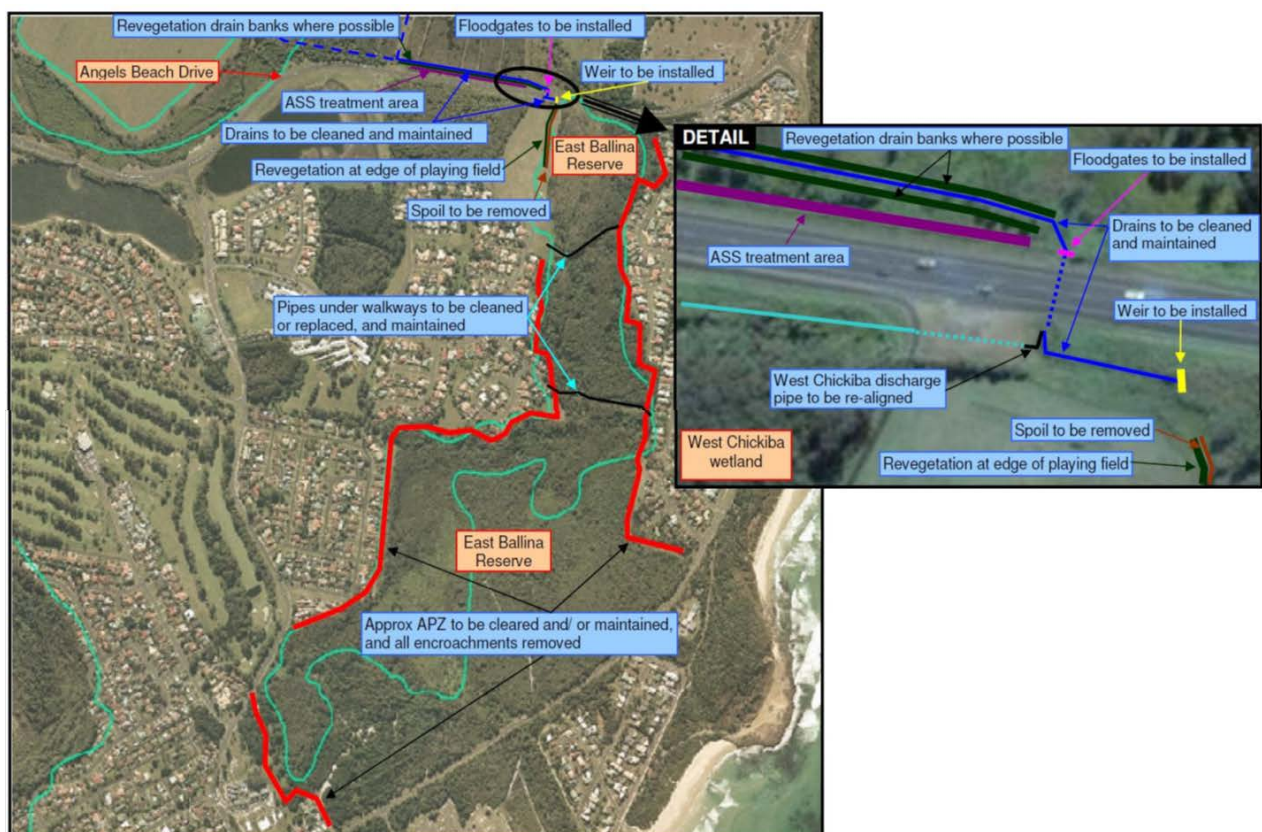 Revegetation drain banks where possible
Floodgates to be installed
Angels Beach Drive
Weir to be installed
ASS treatment area
Drains to be cleaned and maintained
East Ballina
Reserve
Revegetation at edge of playing field
Spoil to be removed
Pipes under walkways to be cleaned
or replaced, and maintained
East Ballina
Reserve
Approx APZ to be cleared and/ or maintained,
and all encroachments removed
DETAIL
Revegetation drain banks where possible
Floodgates to be installed
Drains to be cleaned
and maintained
ASS treatment area
Weir to be installed
West Chickiba discharge
pipe to be re-aligned
Spoil to be removed
West Chickiba
wetland
Revegetation at edge of playing field